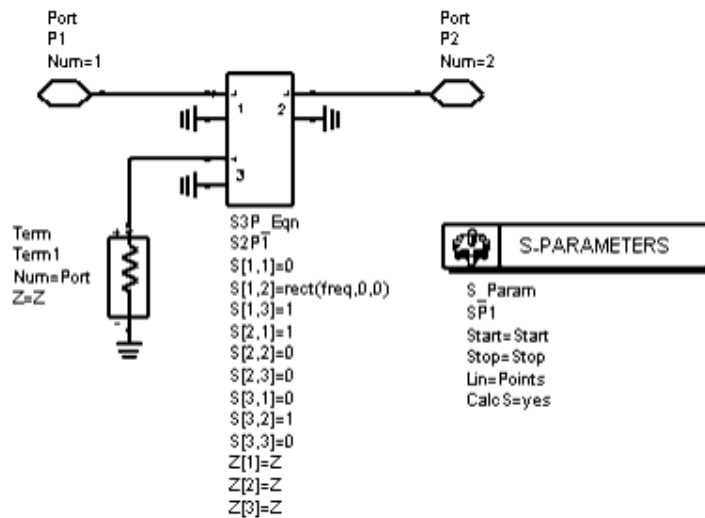 Port
P1
Num=1
Port
P2
Num=2
1
2
3
Term
Term1
Num=Port
Z=Z
+
-
S3P_Eqn
S2P1
S[1,1]=0
S[1,2]=rect(freq,0,0)
S[1,3]=1
S[2,1]=1
S[2,2]=0
S[2,3]=0
S[3,1]=0
S[3,2]=1
S[3,3]=0
Z[1]=Z
Z[2]=Z
Z[3]=Z
S-PARAMETERS
S_Param
SP1
Start=Start
Stop=Stop
Lin=Points
CalcS=yes